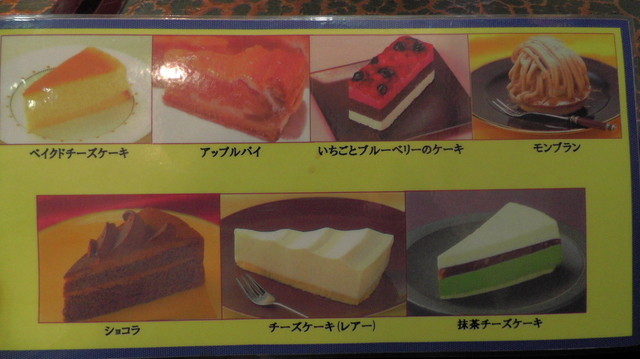 ベイクドチーズケーキ
アップルパイ
いちごとブルーベリーのケーキ
モンブラン
ショコラ
チーズケーキ(レアー)
抹茶チーズケーキ